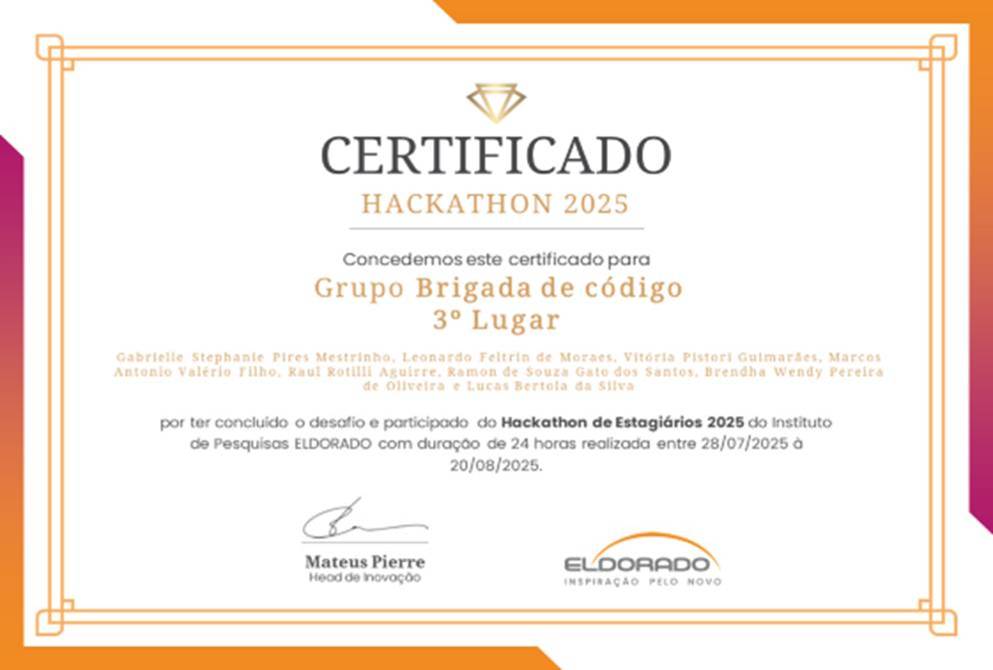 CERTIFICADO
HACKATHON 2025
Concedemos este certificado para
Grupo Brigada de código
3º Lugar
Gabrielle Stephanie Pires Mestrinho, Leonardo Feltrin de Moraes, Vitória Pistori Guimarães, Marcos
Antonio Valério Filho, Raul Rotilli Aguirre, Ramon de Souza Gato dos Santos, Brendha Wendy Pereira
de Oliveira e Lucas Bertola da Silva
por ter concluído o desafio e participado do Hackathon de Estagiários 2025 do Instituto
de Pesquisas ELDORADO com duração de 24 horas realizada entre 28/07/2025 à
20/08/2025.
Mateus Pierre
Head de Inovação
ELDORADO
INSPIRAÇÃO PELO NOVO